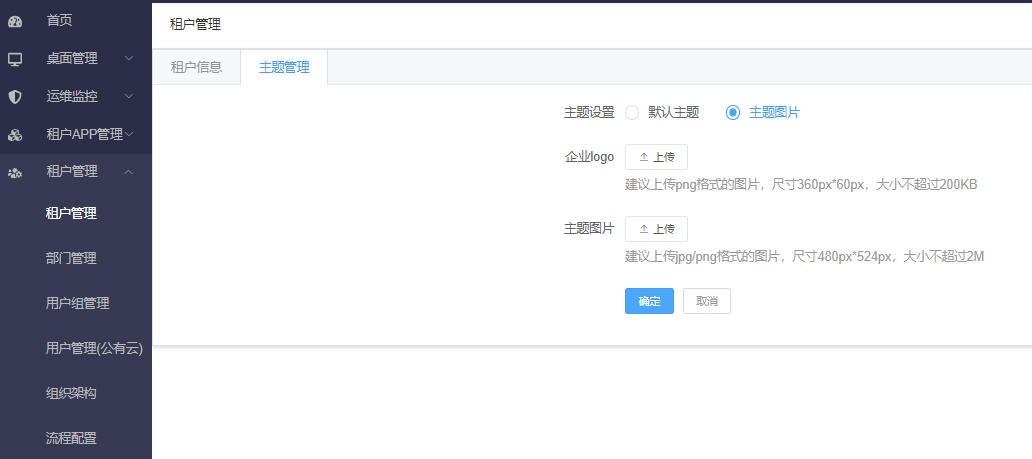 首页
桌面管理
运维监控
租户APP管理
租户管理
租户管理
部门管理
用户组管理
用户管理(公有云)
组织架构
流程配置
租户管理
租户信息 主题管理
主题设置 默认主题 主题图片
企业logo 上传
建议上传png格式的图片，尺寸360px*60px，大小不超过200KB
主题图片 上传
建议上传jpg/png格式的图片，尺寸480px*524px，大小不超过2M
确定 取消